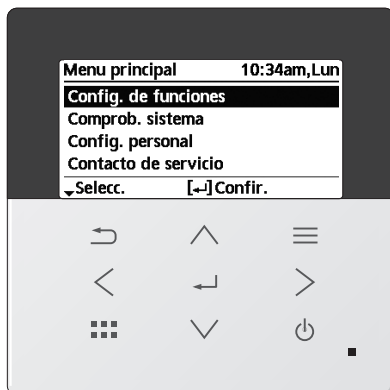 Menu principal 10:34am,Lun
Config. de funciones
Comprob. sistema
Config. personal
Contacto de servicio
Selecc. [↵]Confir.